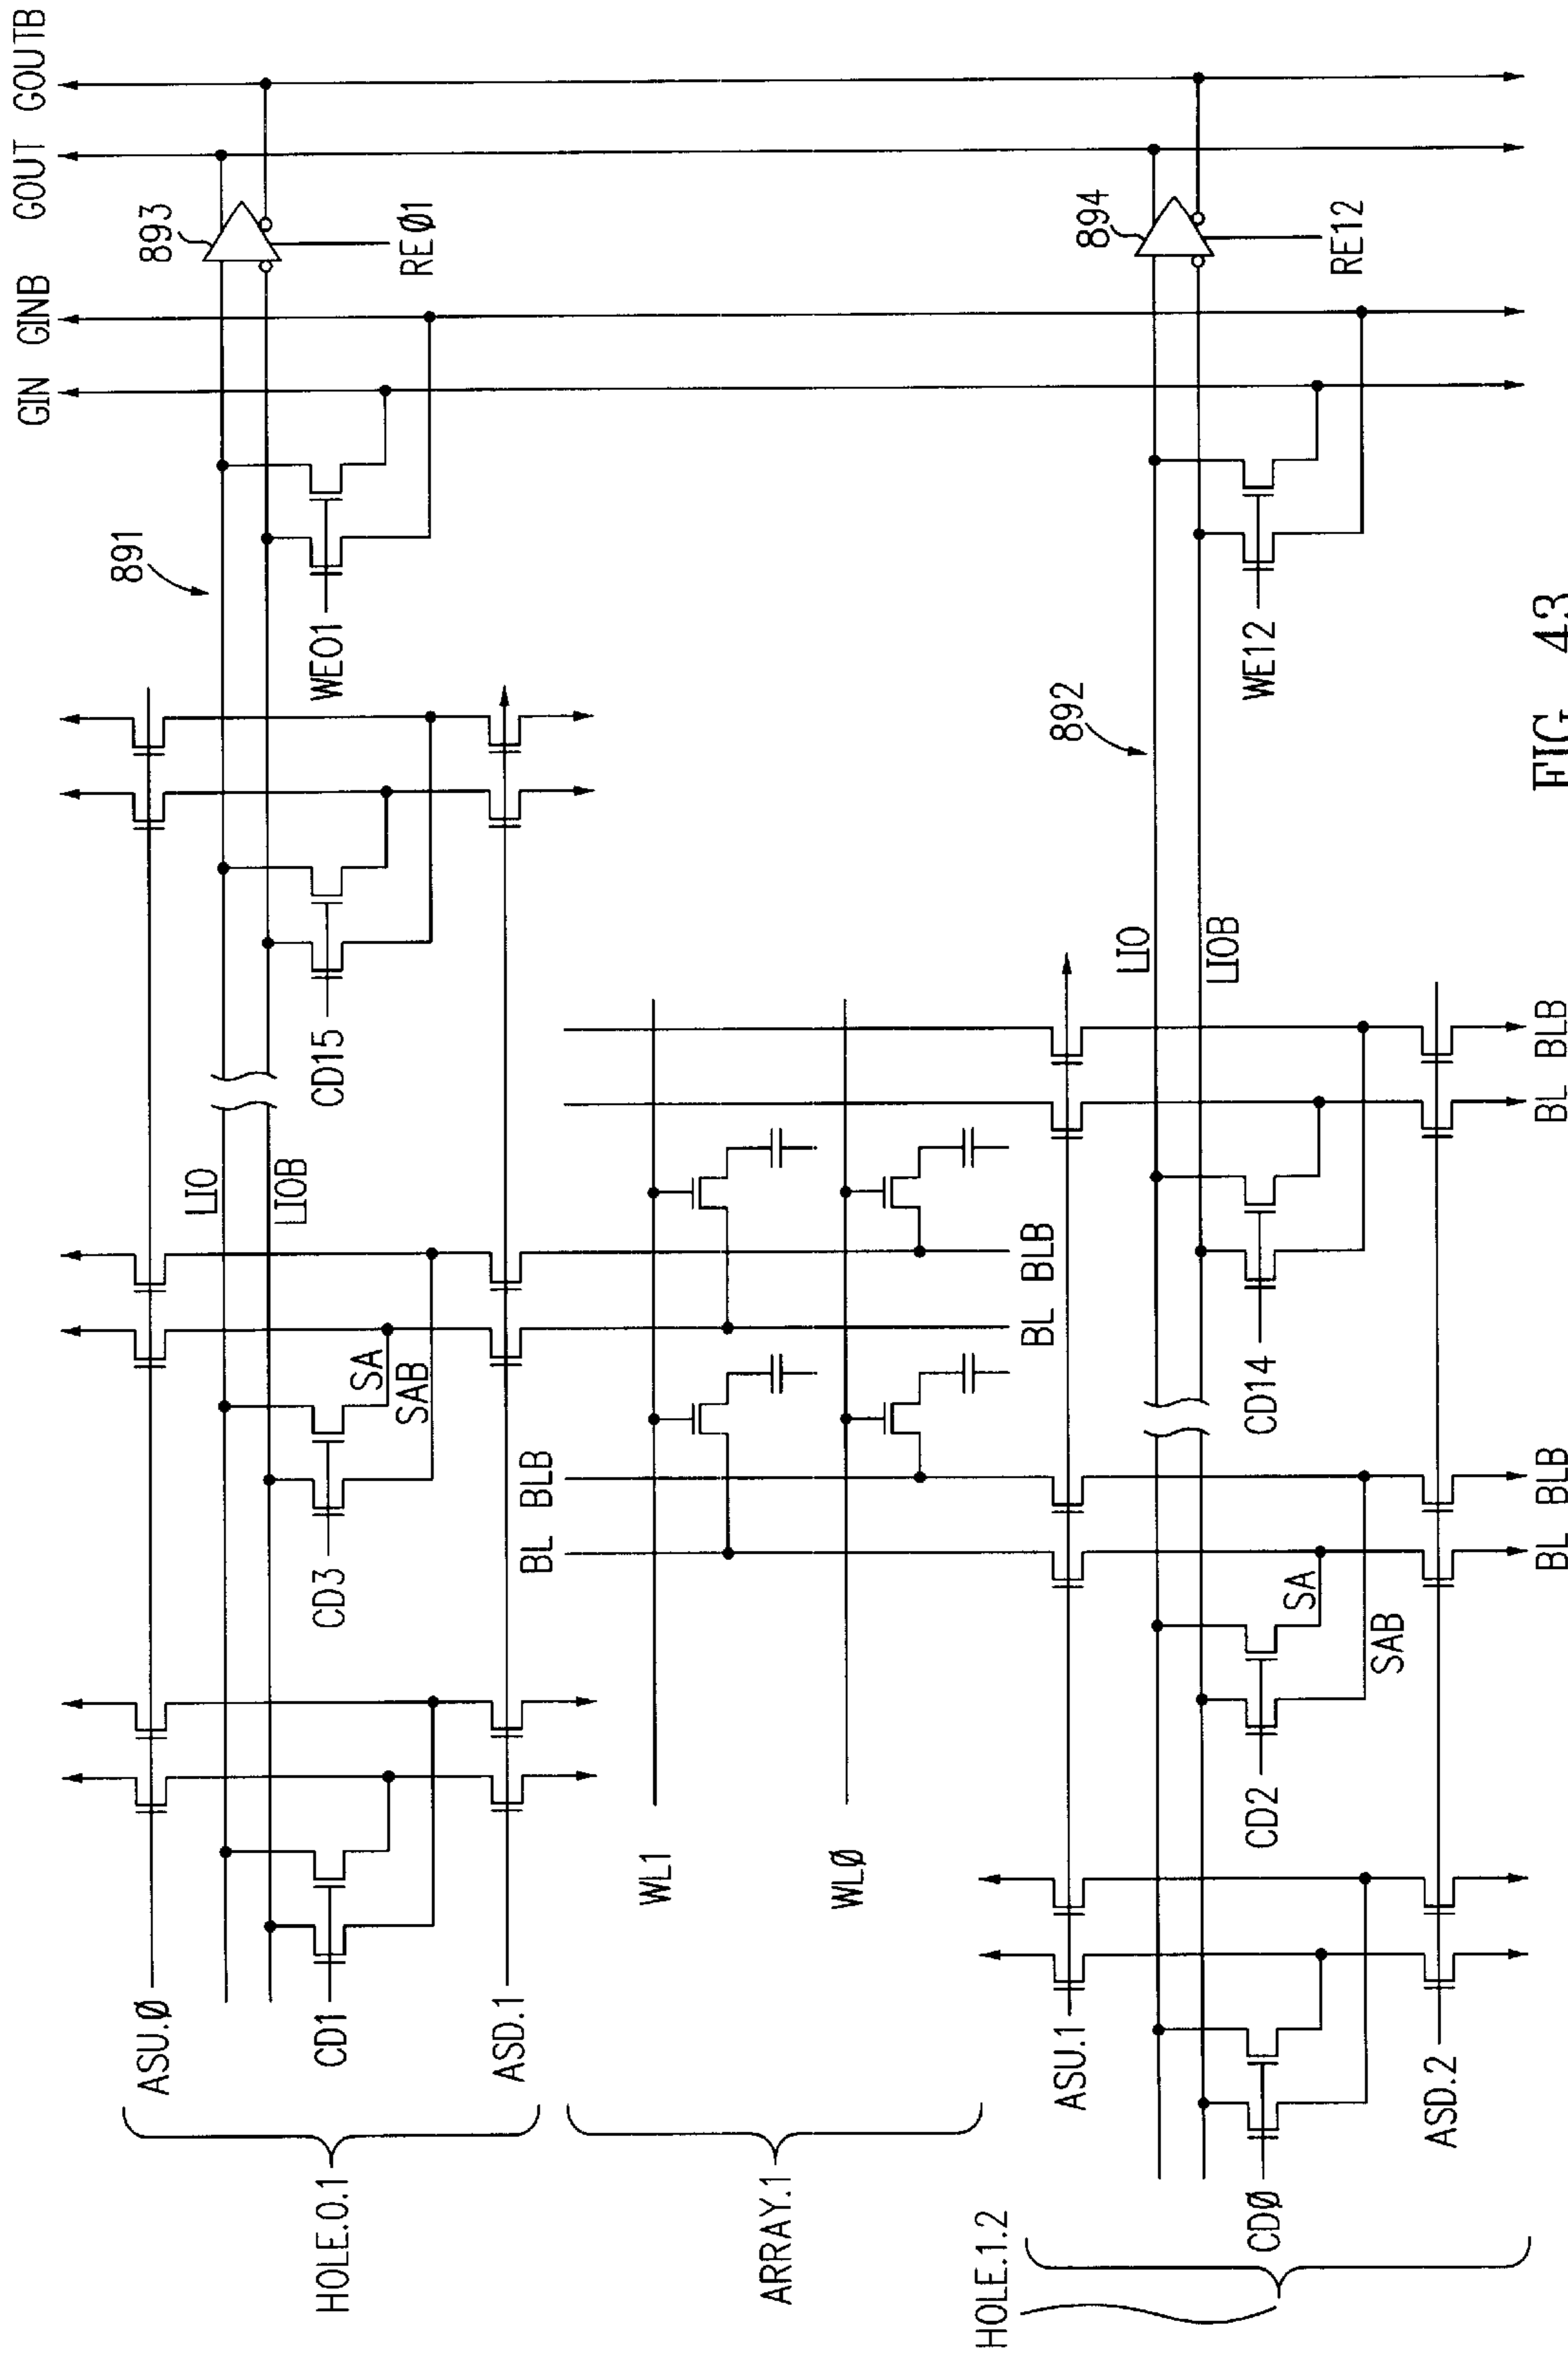 GIN GINB GOUT GOUTB
893
REØ1
891
WE01
LIO
LIOB
CD15
SA
SAB
CD3
ASU.Ø
CD1
ASD.1
HOLE.0.1
BL BLB
BL BLB
WL1
WLØ
ARRAY.1
894
RE12
892
WE12
LIO
LIOB
CD14
SA
SAB
CD2
ASU.1
CDØ
ASD.2
HOLE.1.2
BL BLB
BL BLB
FIG. 43